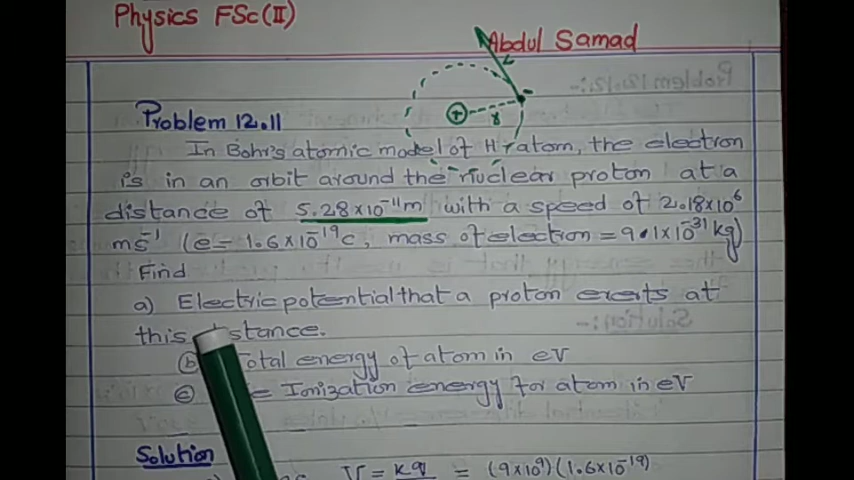 Physics FSc(II)
Abdul Samad
Problem 12.11
In Bohr's atomic model of H-atom, the electron
is in an orbit around the nuclear proton at a
distance of 5.28×10⁻¹¹m with a speed of 2.18×10⁶
ms⁻¹ (e = 1.6×10⁻¹⁹c, mass of electron = 9.1×10⁻³¹kg)
Find
a) Electric potential that a proton exerts at
this distance.
(b) Total energy of atom in eV
(c) Ionization energy for atom in eV
Solution
V = kq = (9×10⁹)(1.6×10⁻¹⁹)